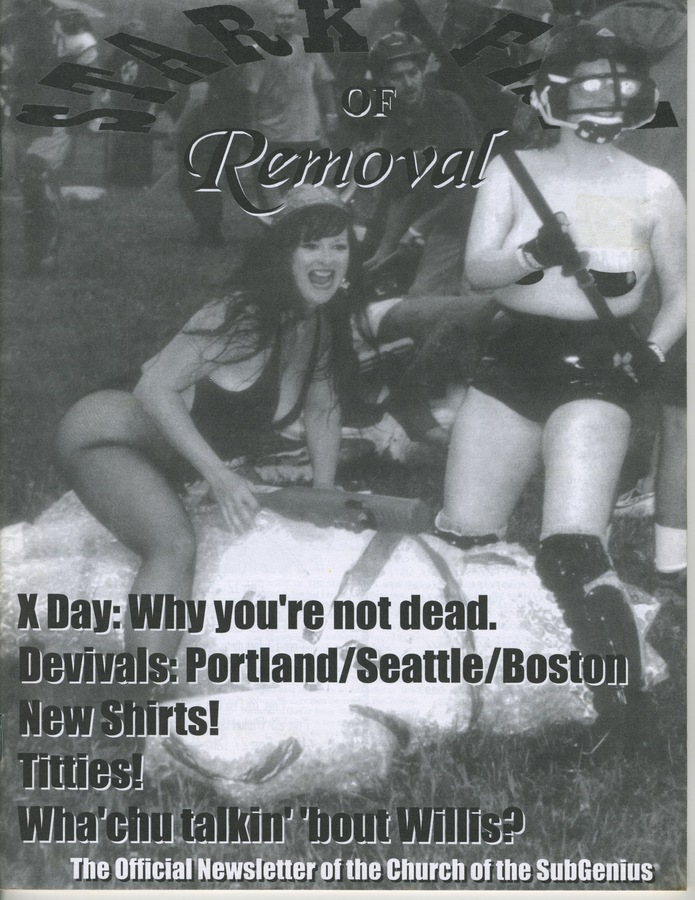 STARK FIST
OF
Removal
X Day: Why you're not dead.
Devivals: Portland/Seattle/Boston
New Shirts!
Titties!
Wha'chu talkin' 'bout Willis?
The Official Newsletter of the Church of the SubGenius